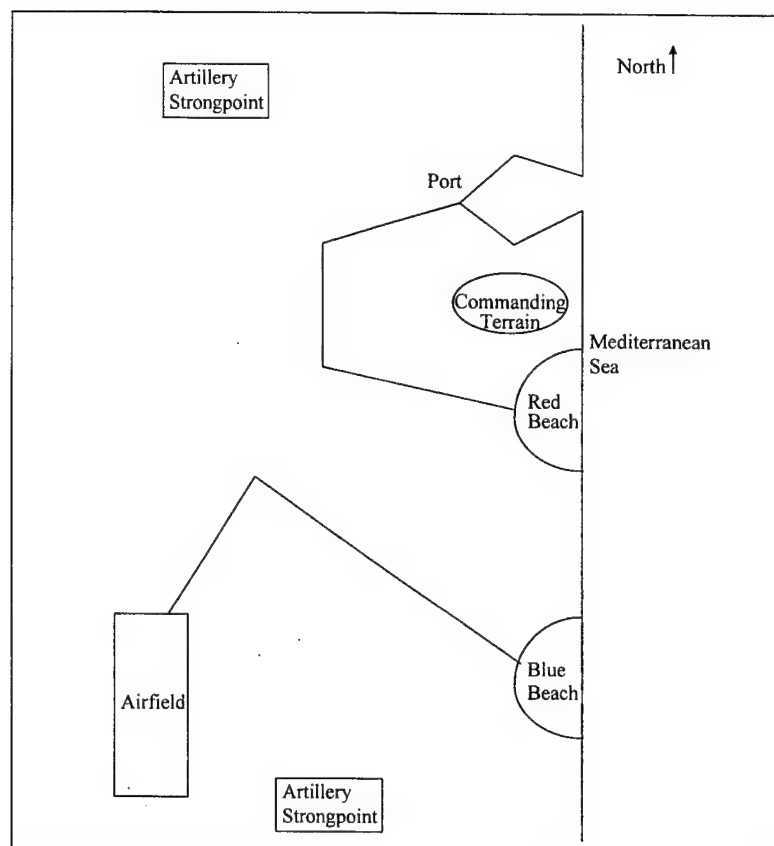 Artillery
Strongpoint
North
Port
Commanding
Terrain
Mediterranean
Sea
Red
Beach
Blue
Beach
Airfield
Artillery
Strongpoint